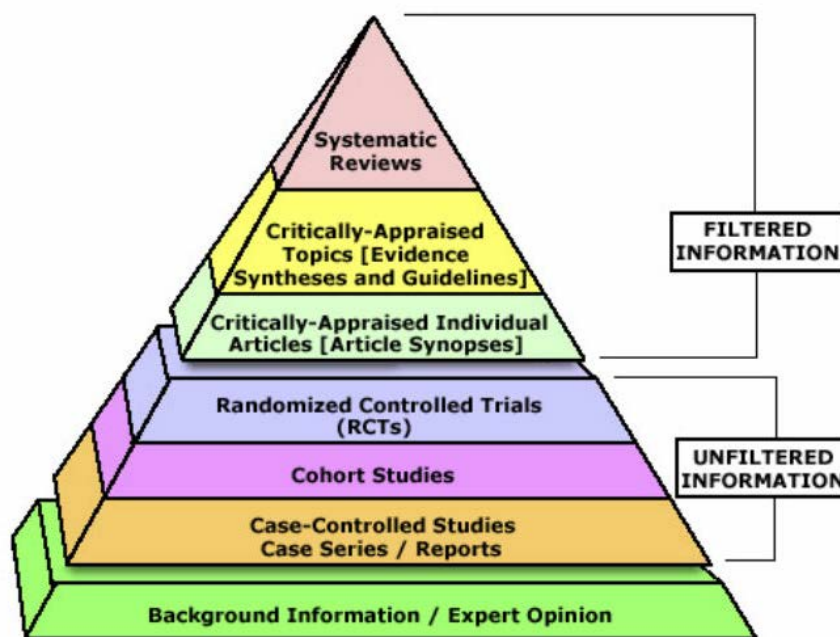 Systematic
Reviews
Critically-Appraised
Topics [Evidence
Syntheses and Guidelines]
FILTERED
INFORMATION
Critically-Appraised Individual
Articles [Article Synopses]
Randomized Controlled Trials
(RCTs)
Cohort Studies
UNFILTERED
INFORMATION
Case-Controlled Studies
Case Series / Reports
Background Information / Expert Opinion